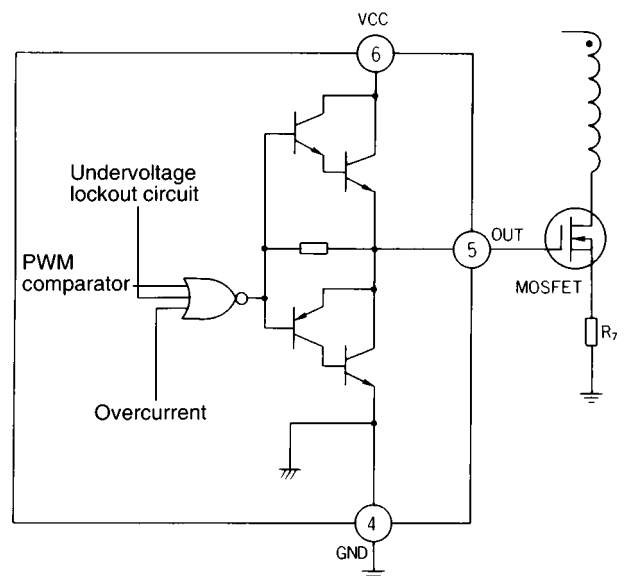 VCC
6
Undervoltage
lockout circuit
PWM
comparator
5
OUT
MOSFET
R7
Overcurrent
4
GND